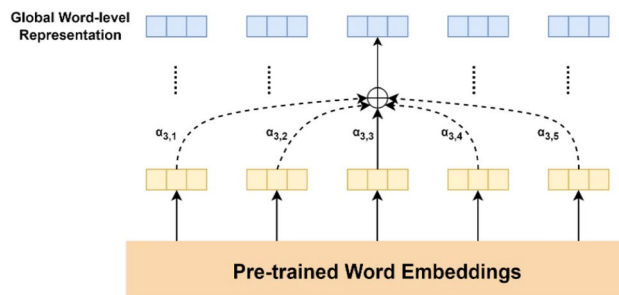 Global Word-level
Representation
α3,1
α3,2
α3,3
α3,4
α3,5
Pre-trained Word Embeddings